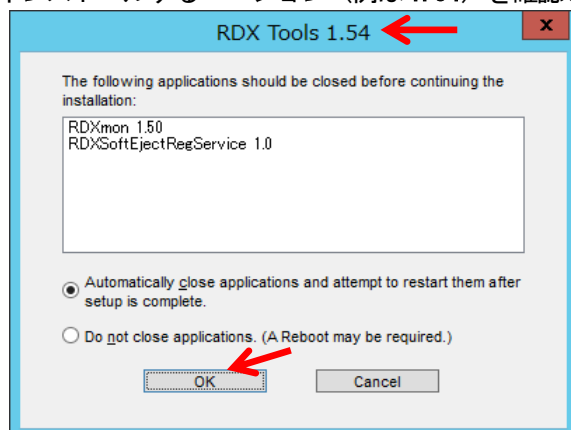 RDX Tools 1.54
x
The following applications should be closed before continuing the
installation:
RDXmon 1.50
RDXSoftEjectRegService 1.0
Automatically close applications and attempt to restart them after
setup is complete.
Do not close applications. (A Reboot may be required.)
OK
Cancel